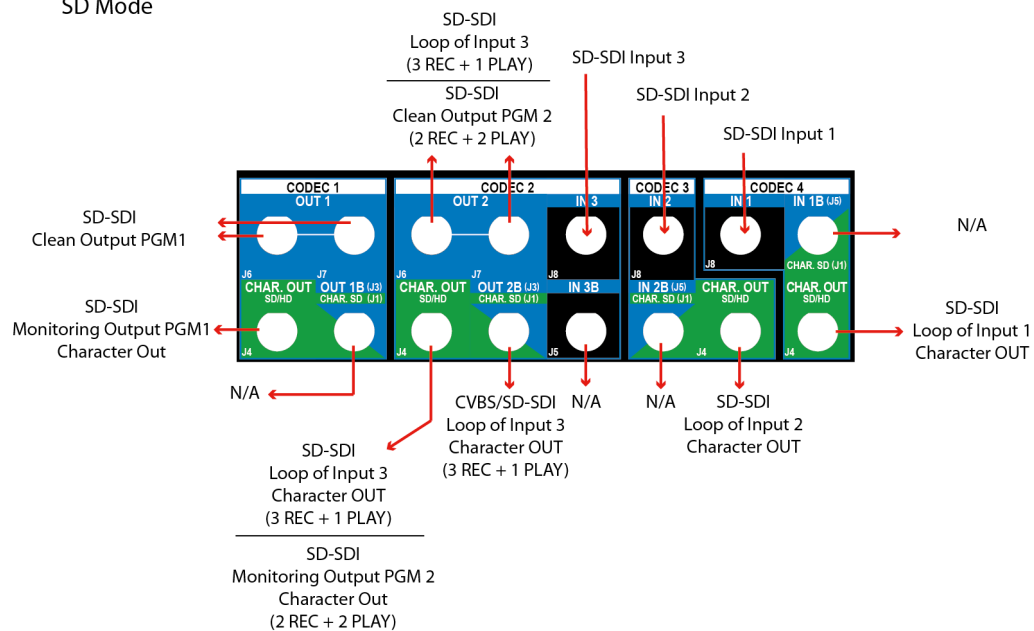 SD Mode
SD-SDI
Loop of Input 3
(3 REC + 1 PLAY)
SD-SDI
Clean Output PGM 2
(2 REC + 2 PLAY)
SD-SDI Input 3
SD-SDI Input 2
SD-SDI Input 1
CODEC 1
OUT 1
CODEC 2
OUT 2
IN 3
CODEC 3
IN 2
CODEC 4
IN 1
IN 1B (J5)
SD-SDI
Clean Output PGM1
N/A
J6
J7
J6
J7
J8
J8
J8
CHAR. SD (J1)
CHAR. OUT
SD/HD
OUT 1B (J3)
CHAR. SD (J1)
CHAR. OUT
SD/HD
OUT 2B (J3)
CHAR. SD (J1)
IN 3B
IN 2B (J5)
CHAR. SD (J1)
CHAR. OUT
SD/HD
CHAR. OUT
SD/HD
SD-SDI
Monitoring Output PGM1
Character Out
SD-SDI
Loop of Input 1
Character OUT
J4
J4
J5
J4
J4
N/A
CVBS/SD-SDI
Loop of Input 3
Character OUT
(3 REC + 1 PLAY)
N/A
N/A
SD-SDI
Loop of Input 2
Character OUT
SD-SDI
Loop of Input 3
Character OUT
(3 REC + 1 PLAY)
SD-SDI
Monitoring Output PGM 2
Character Out
(2 REC + 2 PLAY)